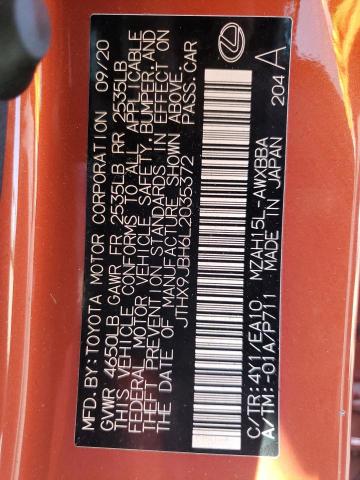 MFD. BY: TOYOTA MOTOR CORPORATION 09/20
GVWR 4650LB GAWR FR 2535LB RR 2535LB
THIS VEHICLE CONFORMS TO ALL APPLICABLE
FEDERAL MOTOR VEHICLE SAFETY, BUMPER, AND
THEFT PREVENTION STANDARDS IN EFFECT ON
THE DATE OF MANUFACTURE SHOWN ABOVE.
JTHX9JBH6L2035372 PASS. CAR
C/TR: 4Y1/EA10 MZAH15L-AWXBBA 204 A
A/TM: -01A/P711 MADE IN JAPAN